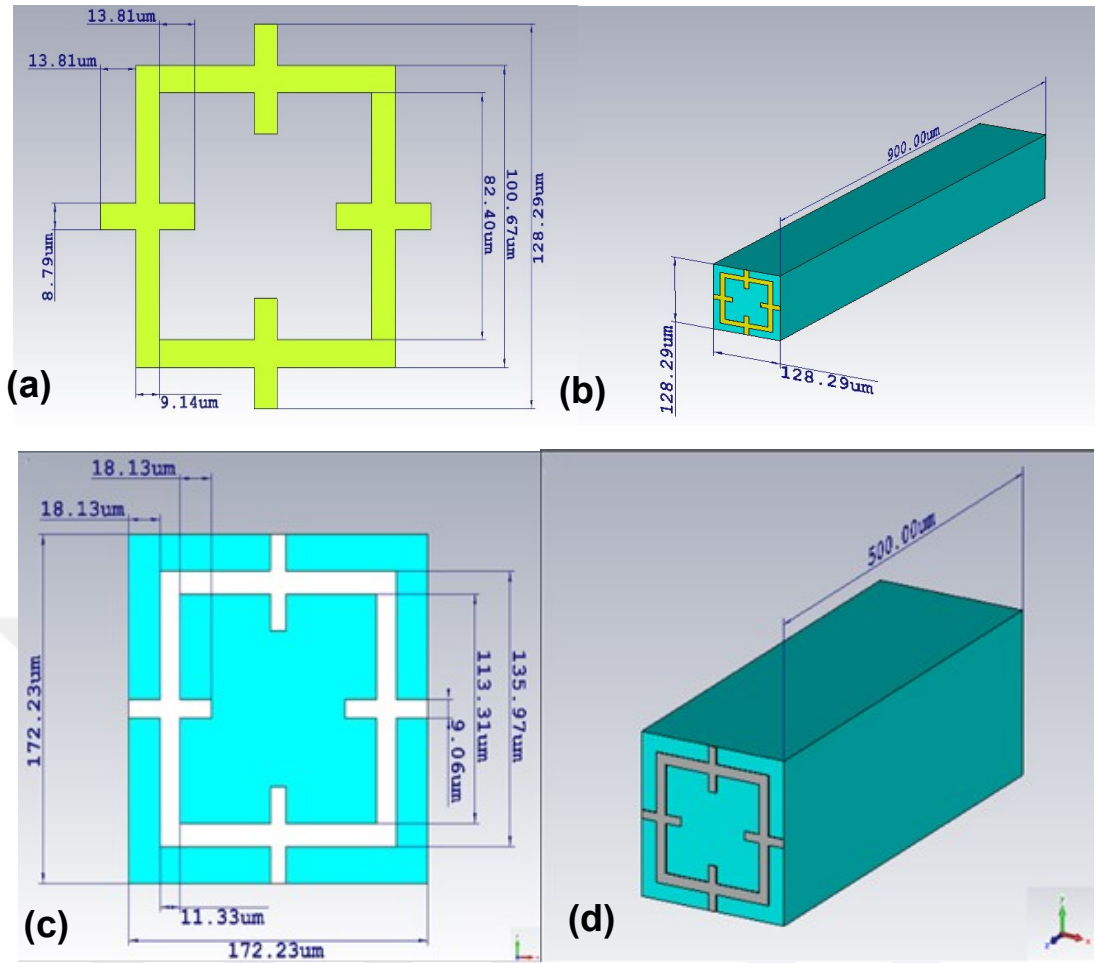 13.81um
13.81um
8.79um
9.14um
82.40um
100.67um
128.29um
(a)
900.00um
128.29um
128.29um
(b)
18.13um
18.13um
172.23um
11.33um
172.23um
9.06um
113.31um
135.97um
(c)
500.00um
(d)
y
x
z